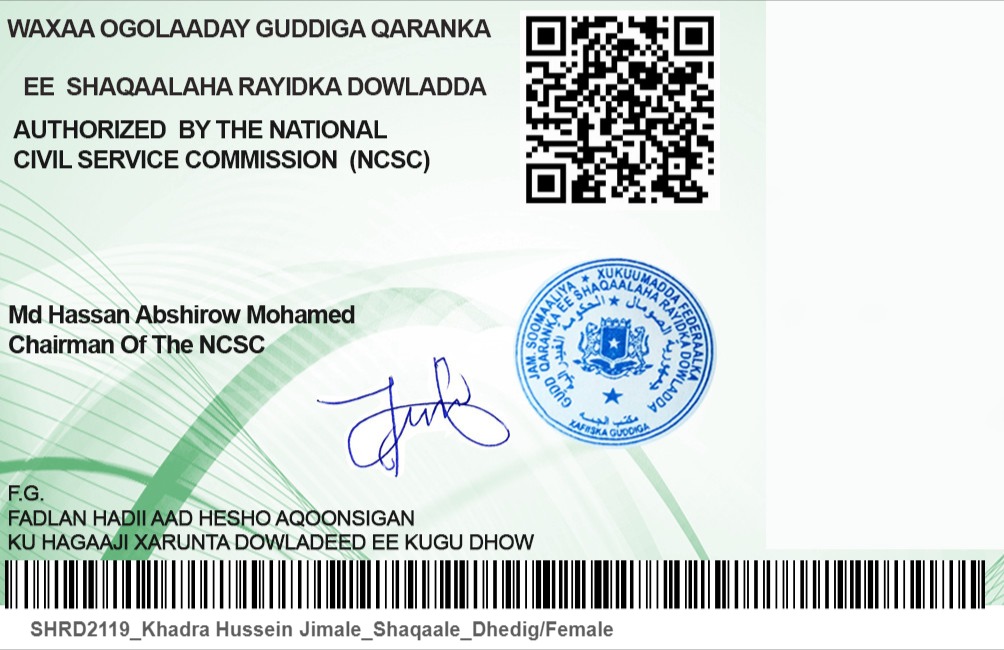 WAXAA OGOLAADAY GUDDIGA QARANKA
EE SHAQAALAHA RAYIDKA DOWLADDA
AUTHORIZED BY THE NATIONAL
CIVIL SERVICE COMMISSION (NCSC)
JAM. SOOMAALIYA ★ XUKUUMADDA FEDERAALKA
GUDD QARANKA EE SHAQAALAHA RAYIDKA DOWLADDA
XAFIISKA GUDDIGA
Md Hassan Abshirow Mohamed
Chairman Of The NCSC
F.G.
FADLAN HADII AAD HESHO AQOONSIGAN
KU HAGAAJI XARUNTA DOWLADEED EE KUGU DHOW
SHRD2119_Khadra Hussein Jimale_Shaqaale_Dhedig/Female